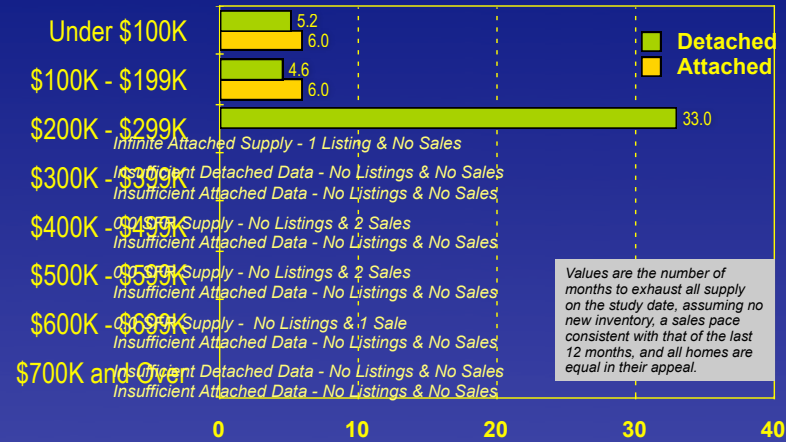 Under $100K
5.2
6.0
Detached
Attached
$100K - $199K
4.6
6.0
$200K - $299K
33.0
Infinite Attached Supply - 1 Listing & No Sales
$300K - $399K
Insufficient Detached Data - No Listings & No Sales
Insufficient Attached Data - No Listings & No Sales
$400K - $499K
0.0 SFR Supply - No Listings & 2 Sales
Insufficient Attached Data - No Listings & No Sales
$500K - $599K
0.0 SFR Supply - No Listings & 2 Sales
Insufficient Attached Data - No Listings & No Sales
$600K - $699K
0.0 SFR Supply - No Listings & 1 Sale
Insufficient Attached Data - No Listings & No Sales
$700K and Over
Insufficient Detached Data - No Listings & No Sales
Insufficient Attached Data - No Listings & No Sales
Values are the number of
months to exhaust all supply
on the study date, assuming no
new inventory, a sales pace
consistent with that of the last
12 months, and all homes are
equal in their appeal.
0 10 20 30 40